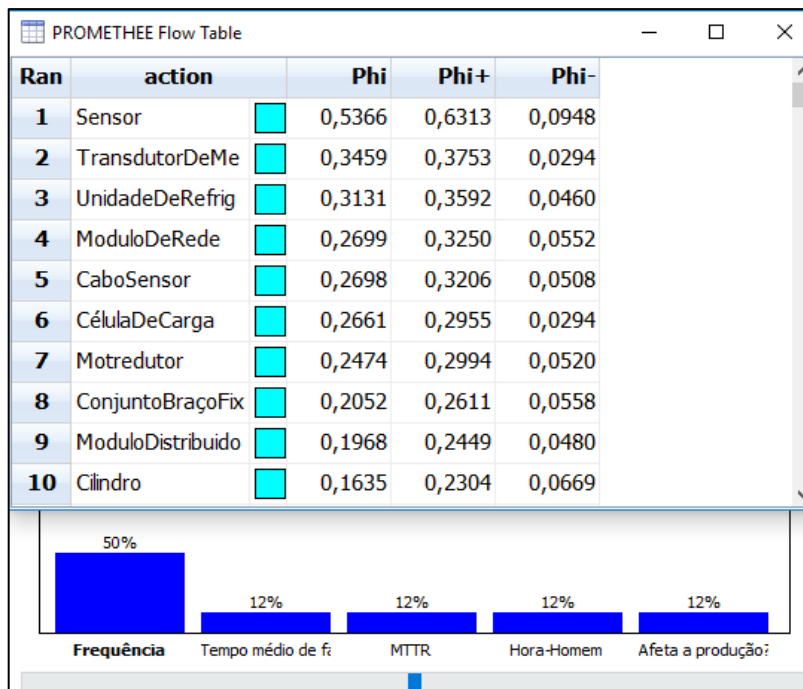 PROMETHEE Flow Table
Ran action Phi Phi+ Phi-
1 Sensor 0,5366 0,6313 0,0948
2 TransdutorDeMe 0,3459 0,3753 0,0294
3 UnidadeDeRefrig 0,3131 0,3592 0,0460
4 ModuloDeRede 0,2699 0,3250 0,0552
5 CaboSensor 0,2698 0,3206 0,0508
6 CélulaDeCarga 0,2661 0,2955 0,0294
7 Motredutor 0,2474 0,2994 0,0520
8 ConjuntoBraçoFix 0,2052 0,2611 0,0558
9 ModuloDistribuido 0,1968 0,2449 0,0480
10 Cilindro 0,1635 0,2304 0,0669
50%
12% 12% 12% 12%
Frequência Tempo médio de fa MTTR Hora-Homem Afeta a produção?